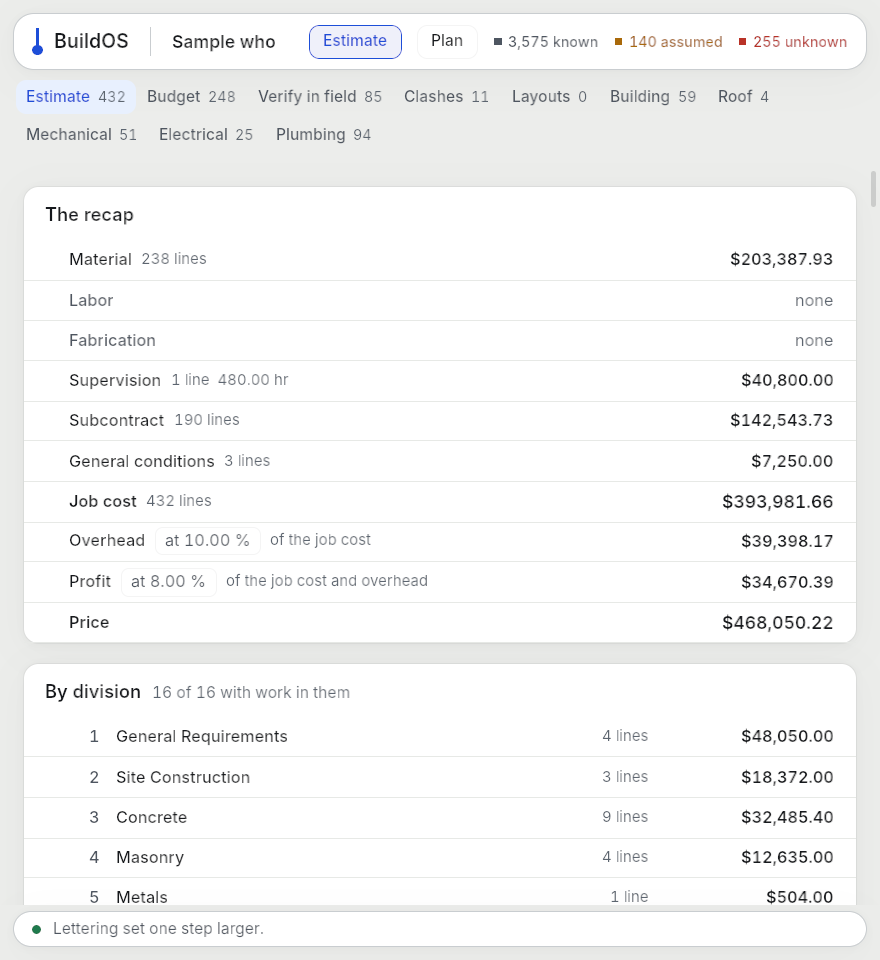 BuildOS Sample who Estimate Plan 3,575 known 140 assumed 255 unknown
Estimate 432 Budget 248 Verify in field 85 Clashes 11 Layouts 0 Building 59 Roof 4
Mechanical 51 Electrical 25 Plumbing 94
The recap
Material 238 lines $203,387.93
Labor none
Fabrication none
Supervision 1 line 480.00 hr $40,800.00
Subcontract 190 lines $142,543.73
General conditions 3 lines $7,250.00
Job cost 432 lines $393,981.66
Overhead at 10.00 % of the job cost $39,398.17
Profit at 8.00 % of the job cost and overhead $34,670.39
Price $468,050.22
By division 16 of 16 with work in them
1 General Requirements 4 lines $48,050.00
2 Site Construction 3 lines $18,372.00
3 Concrete 9 lines $32,485.40
4 Masonry 4 lines $12,635.00
5 Metals 1 line $504.00
Lettering set one step larger.